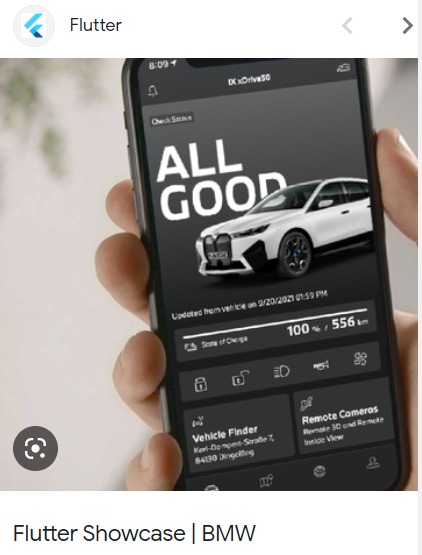 Flutter
8:09
iX xDrive50
Check Status
ALL
GOOD
Updated from vehicle on 9/20/2021 01:59 PM
State of Charge
100 % / 556 km
Vehicle Finder
Karl-Dompert-Straße 7,
84130 Dingolfing
Remote Cameras
Remote 3D and Remote
Inside View
Flutter Showcase | BMW